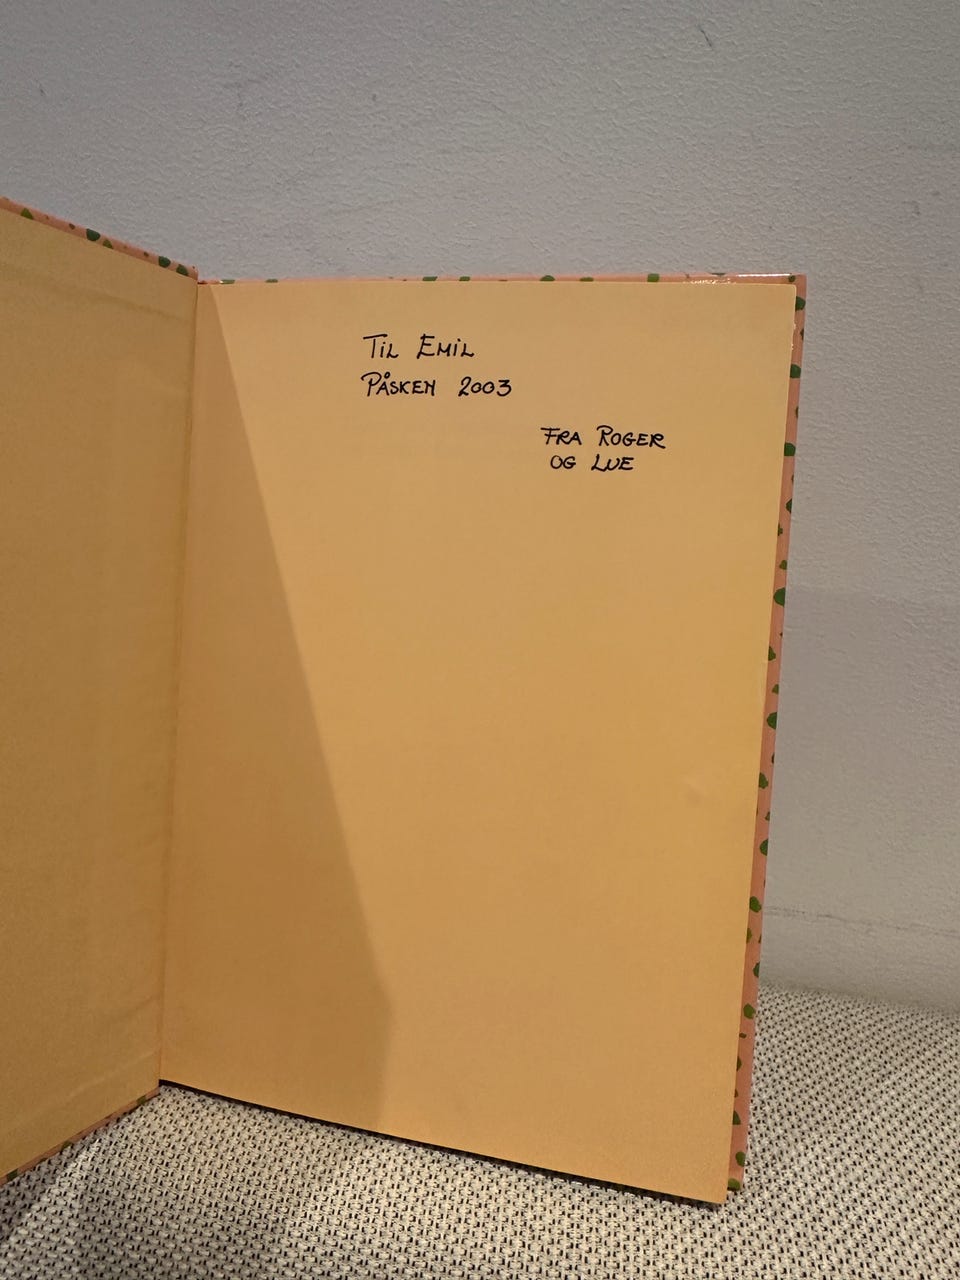 TIL EMIL
PÅSKEN 2003
FRA ROGER
OG LUE